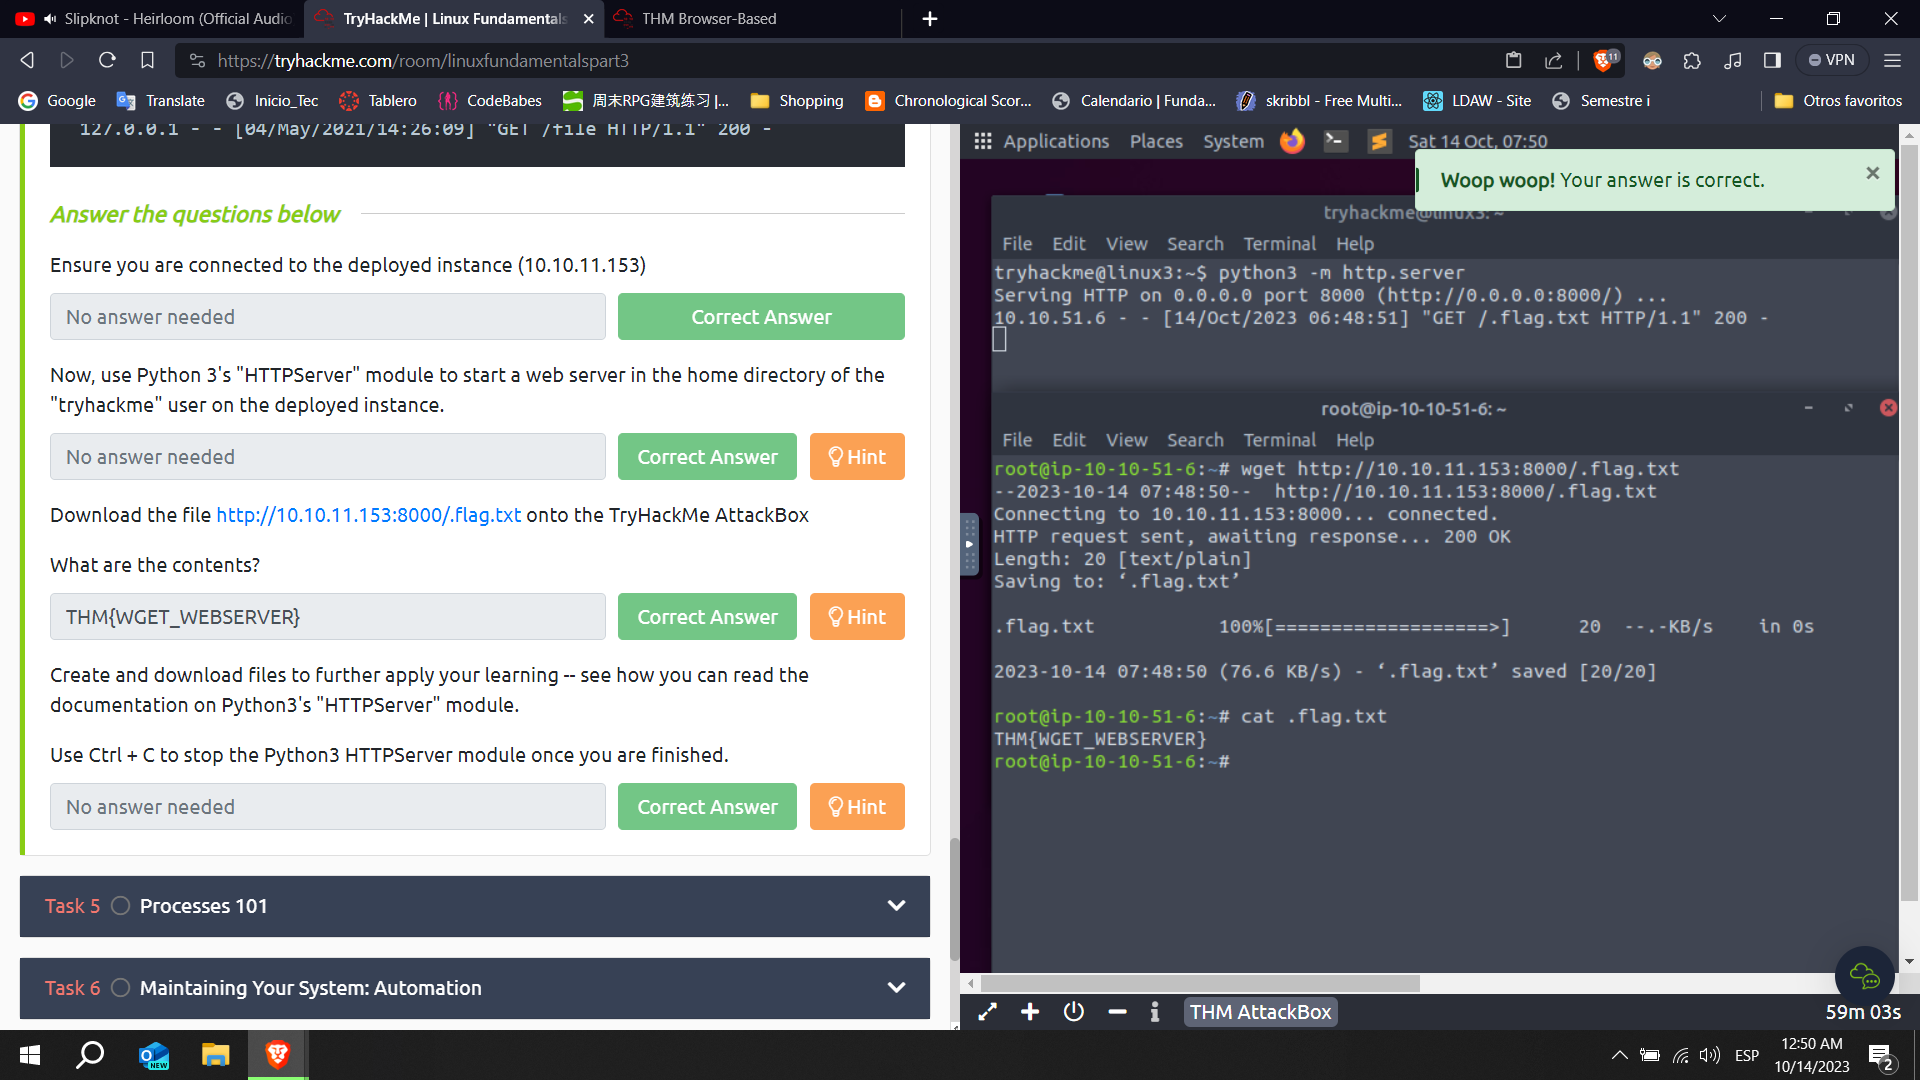 Slipknot - Heirloom (Official Audio
TryHackMe | Linux Fundamentals
THM Browser-Based
https://tryhackme.com/room/linuxfundamentalspart3
11
VPN
Google
Translate
Inicio_Tec
Tablero
CodeBabes
周末RPG建筑练习 |...
Shopping
Chronological Scor...
Calendario | Funda...
skribbl - Free Multi...
LDAW - Site
Semestre i
Otros favoritos
127.0.0.1 - - [04/May/2021/14:26:09] "GET /file HTTP/1.1" 200 -
Answer the questions below
Ensure you are connected to the deployed instance (10.10.11.153)
No answer needed
Correct Answer
Now, use Python 3's "HTTPServer" module to start a web server in the home directory of the
"tryhackme" user on the deployed instance.
No answer needed
Correct Answer
Hint
Download the file http://10.10.11.153:8000/.flag.txt onto the TryHackMe AttackBox
What are the contents?
THM{WGET_WEBSERVER}
Correct Answer
Hint
Create and download files to further apply your learning -- see how you can read the
documentation on Python3's "HTTPServer" module.
Use Ctrl + C to stop the Python3 HTTPServer module once you are finished.
No answer needed
Correct Answer
Hint
Task 5 Processes 101
Task 6 Maintaining Your System: Automation
Applications
Places
System
Sat 14 Oct, 07:50
Woop woop! Your answer is correct.
tryhackme@linux3: ~
File Edit View Search Terminal Help
tryhackme@linux3:~$ python3 -m http.server
Serving HTTP on 0.0.0.0 port 8000 (http://0.0.0.0:8000/) ...
10.10.51.6 - - [14/Oct/2023 06:48:51] "GET /.flag.txt HTTP/1.1" 200 -
root@ip-10-10-51-6: ~
File Edit View Search Terminal Help
root@ip-10-10-51-6:~# wget http://10.10.11.153:8000/.flag.txt
--2023-10-14 07:48:50--  http://10.10.11.153:8000/.flag.txt
Connecting to 10.10.11.153:8000... connected.
HTTP request sent, awaiting response... 200 OK
Length: 20 [text/plain]
Saving to: ‘.flag.txt’
.flag.txt 100%[===================>] 20 --.-KB/s in 0s
2023-10-14 07:48:50 (76.6 KB/s) - ‘.flag.txt’ saved [20/20]
root@ip-10-10-51-6:~# cat .flag.txt
THM{WGET_WEBSERVER}
root@ip-10-10-51-6:~#
THM AttackBox
59m 03s
NEW
ESP
12:50 AM
10/14/2023
2